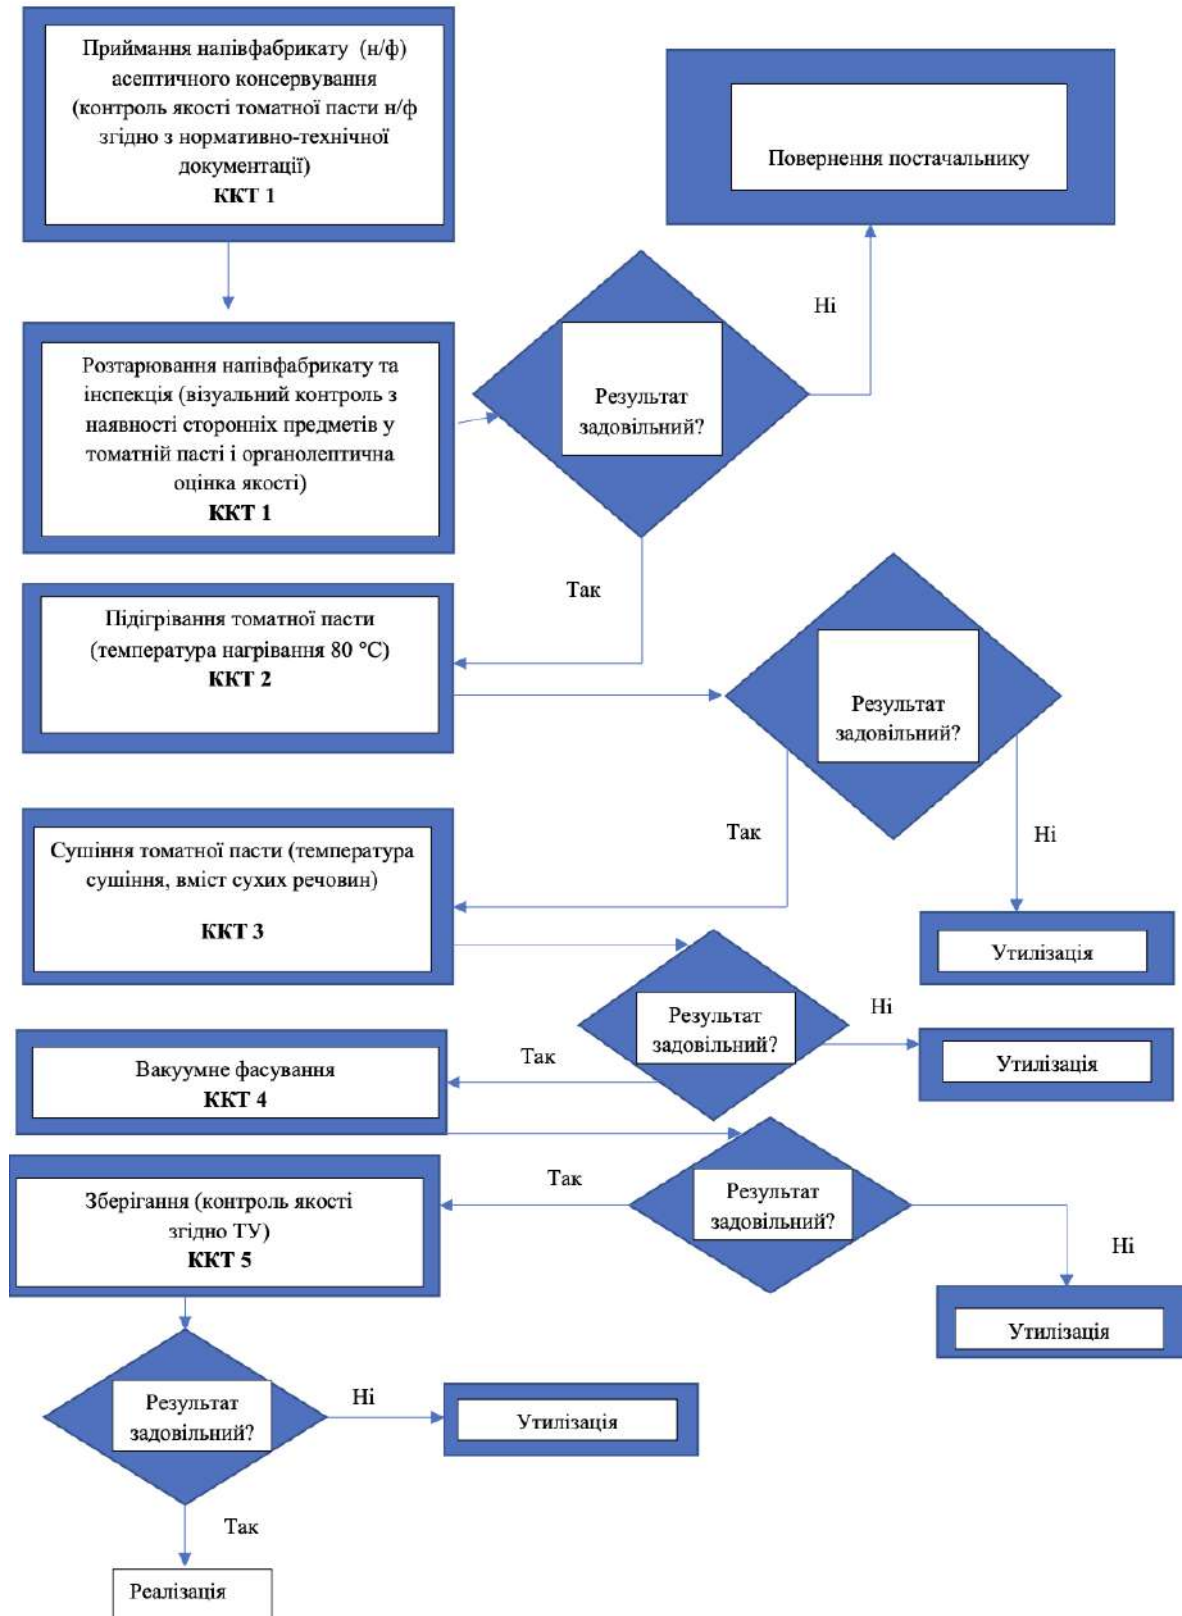 Приймання напівфабрикату (н/ф)
асептичного консервування
(контроль якості томатної пасти н/ф
згідно з нормативно-технічної
документації)
ККТ 1
Повернення постачальнику
Ні
Розтарювання напівфабрикату та
інспекція (візуальний контроль з
наявності сторонніх предметів у
томатній пасті і органолептична
оцінка якості)
ККТ 1
Результат
задовільний?
Так
Підігрівання томатної пасти
(температура нагрівання 80 °С)
ККТ 2
Результат
задовільний?
Так
Ні
Сушіння томатної пасти (температура
сушіння, вміст сухих речовин)
ККТ 3
Утилізація
Результат
задовільний?
Ні
Утилізація
Так
Вакуумне фасування
ККТ 4
Результат
задовільний?
Так
Ні
Зберігання (контроль якості
згідно ТУ)
ККТ 5
Утилізація
Результат
задовільний?
Ні
Утилізація
Так
Реалізація